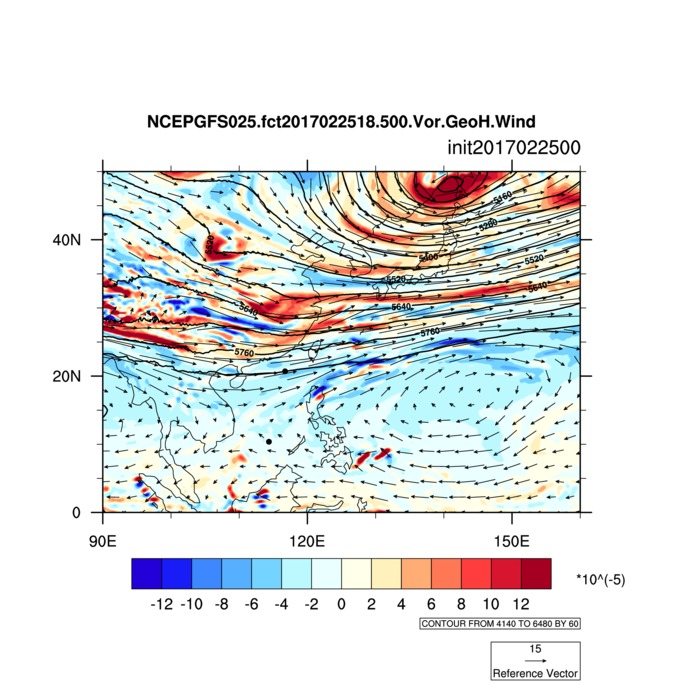 NCEPGFS025.fct2017022518.500.Vor.GeoH.Wind
init2017022500
5160
5280
40N
5520
5400
5520
5520
5640
5640
5640
5760
5760
20N
0
90E 120E 150E
-12 -10 -8 -6 -4 -2 0 2 4 6 8 10 12
*10^(-5)
CONTOUR FROM 4140 TO 6480 BY 60
15
Reference Vector